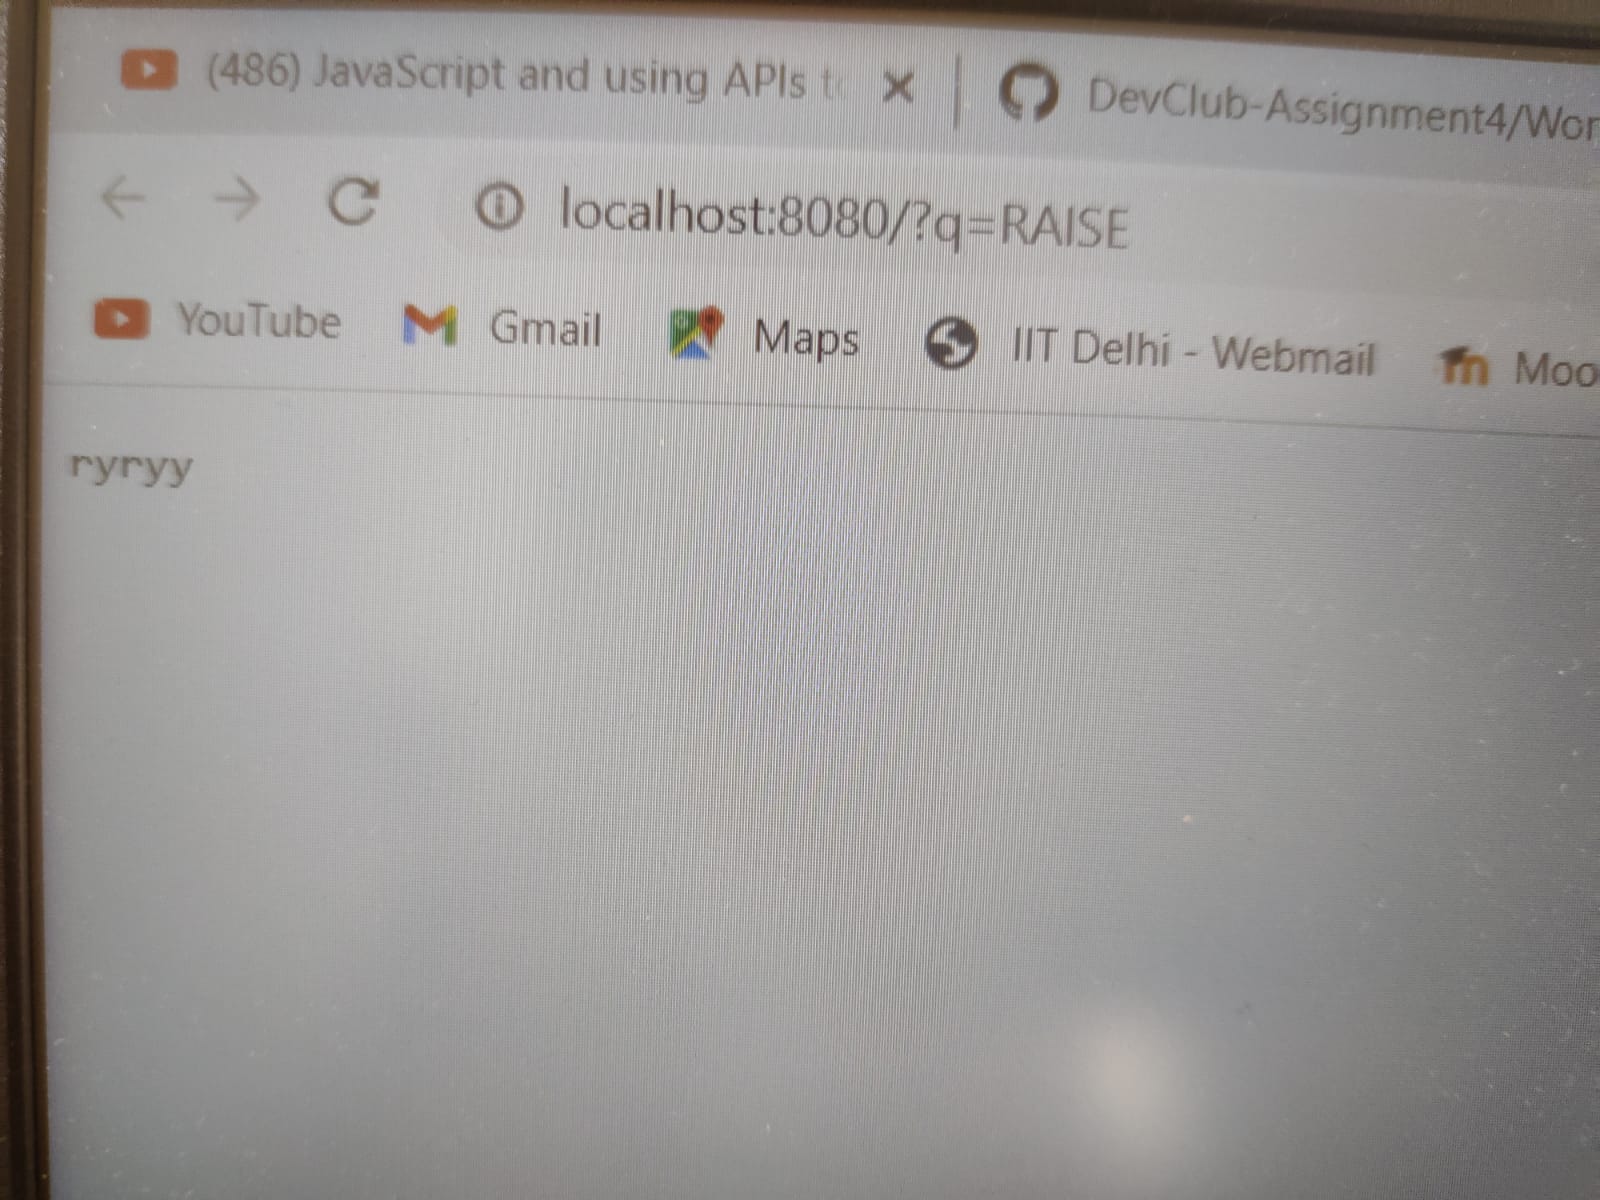 (486) JavaScript and using APIs to
DevClub-Assignment4/Wor
localhost:8080/?q=RAISE
YouTube Gmail Maps IIT Delhi - Webmail Moo
ryryy